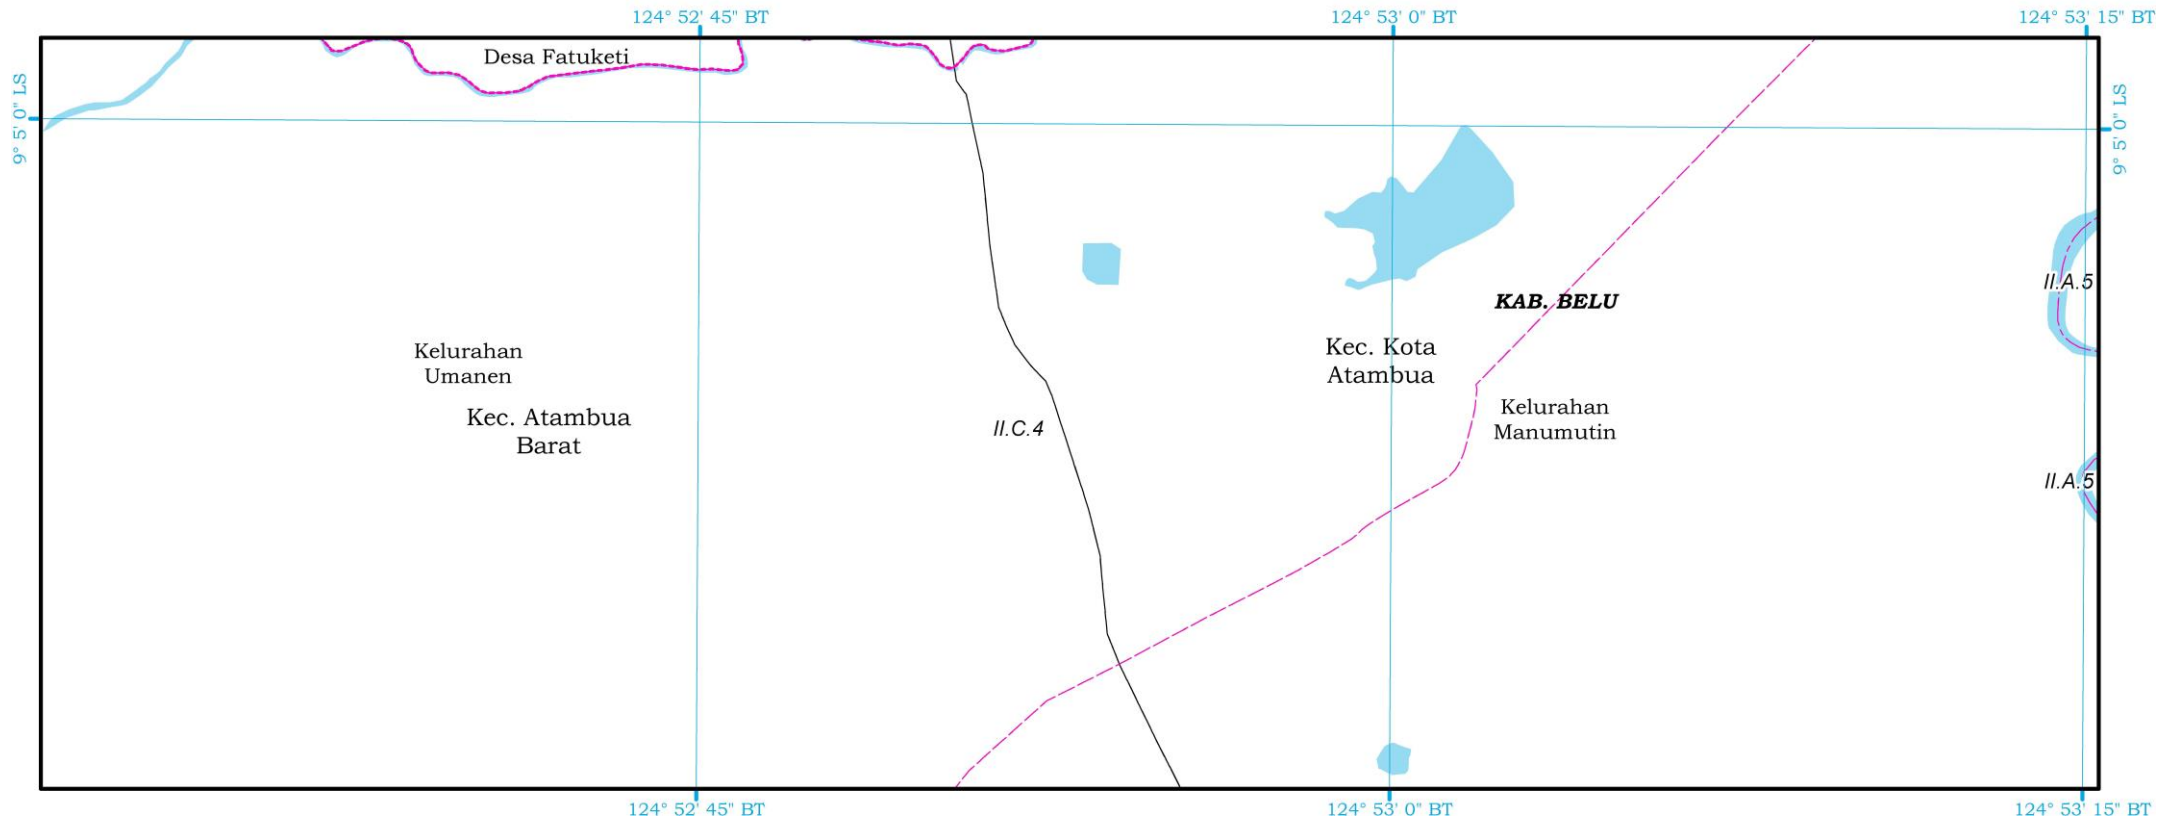 124° 52' 45" BT
124° 53' 0" BT
124° 53' 15" BT
Desa Fatuketi
9° 5' 0" LS
9° 5' 0" LS
II.A.5
KAB. BELU
Kec. Kota
Atambua
Kelurahan
Umanen
Kec. Atambua
Barat
II.C.4
Kelurahan
Manumutin
II.A.5
124° 52' 45" BT
124° 53' 0" BT
124° 53' 15" BT